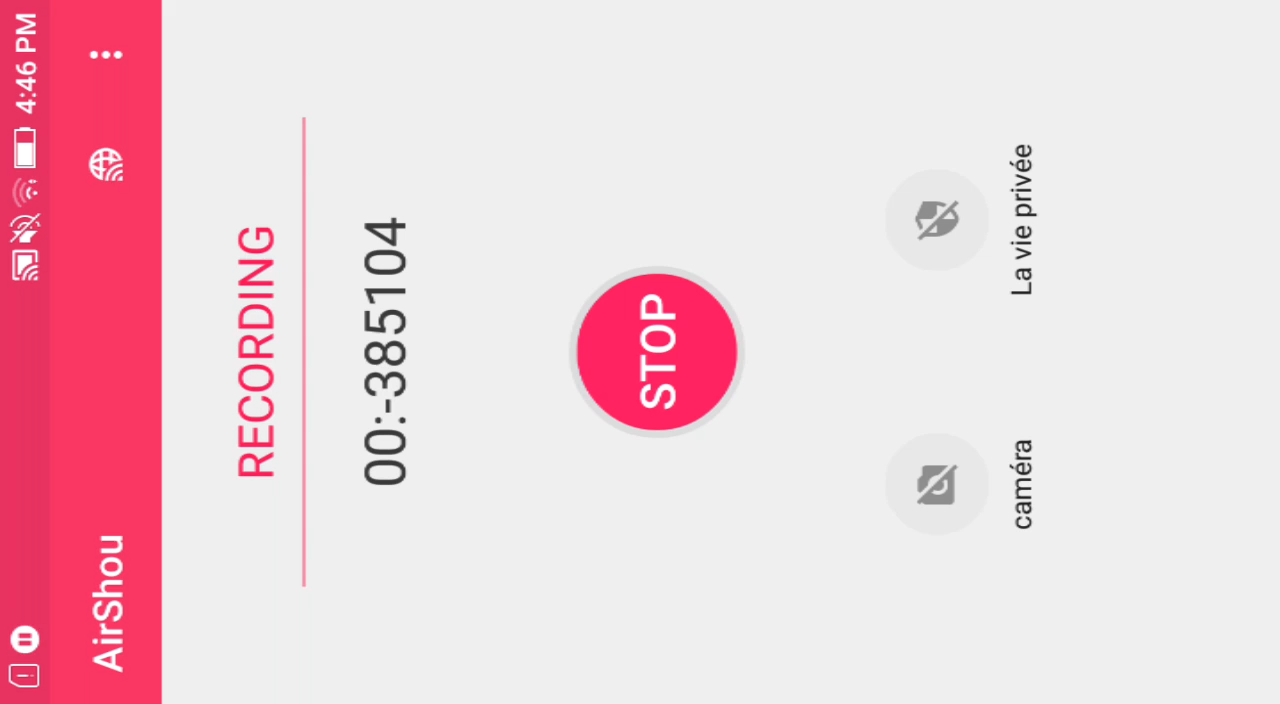 4:46 PM
AirShou
RECORDING
00:-385104
STOP
caméra
La vie privée